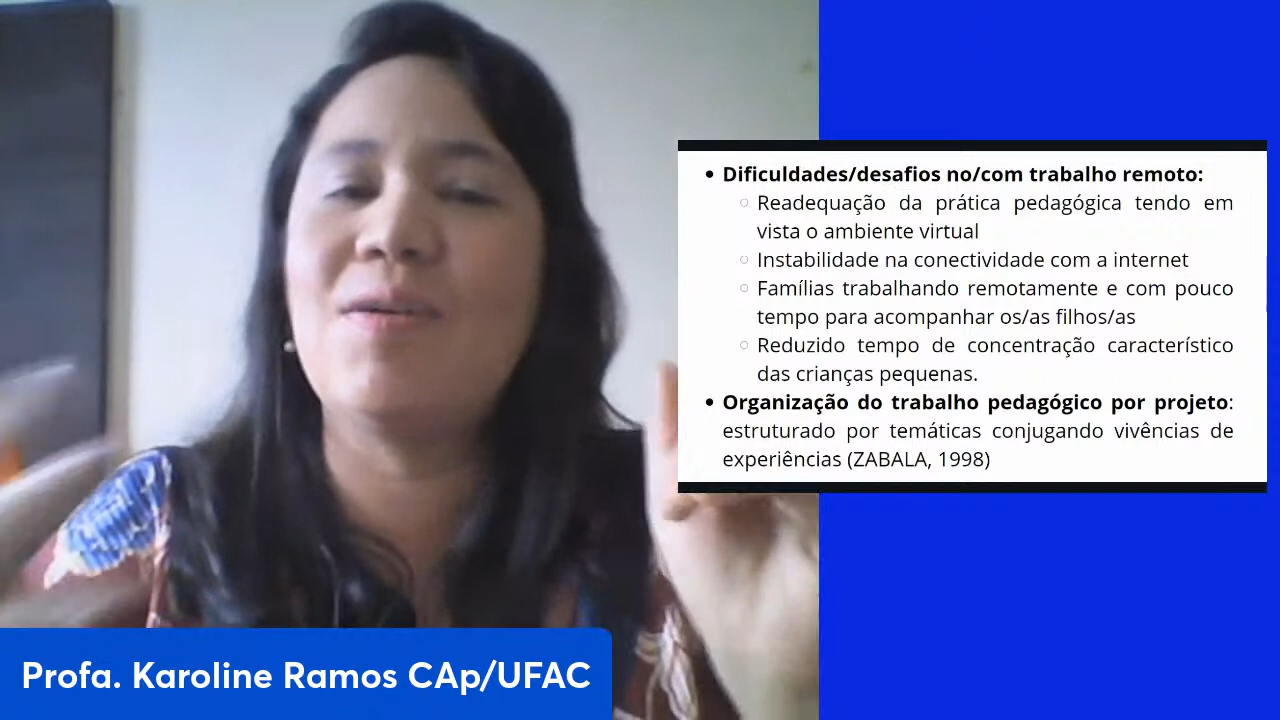 • Dificuldades/desafios no/com trabalho remoto:
○ Readequação da prática pedagógica tendo em
vista o ambiente virtual
○ Instabilidade na conectividade com a internet
○ Famílias trabalhando remotamente e com pouco
tempo para acompanhar os/as filhos/as
○ Reduzido tempo de concentração característico
das crianças pequenas.
• Organização do trabalho pedagógico por projeto:
estruturado por temáticas conjugando vivências de
experiências (ZABALA, 1998)
Profa. Karoline Ramos CAp/UFAC